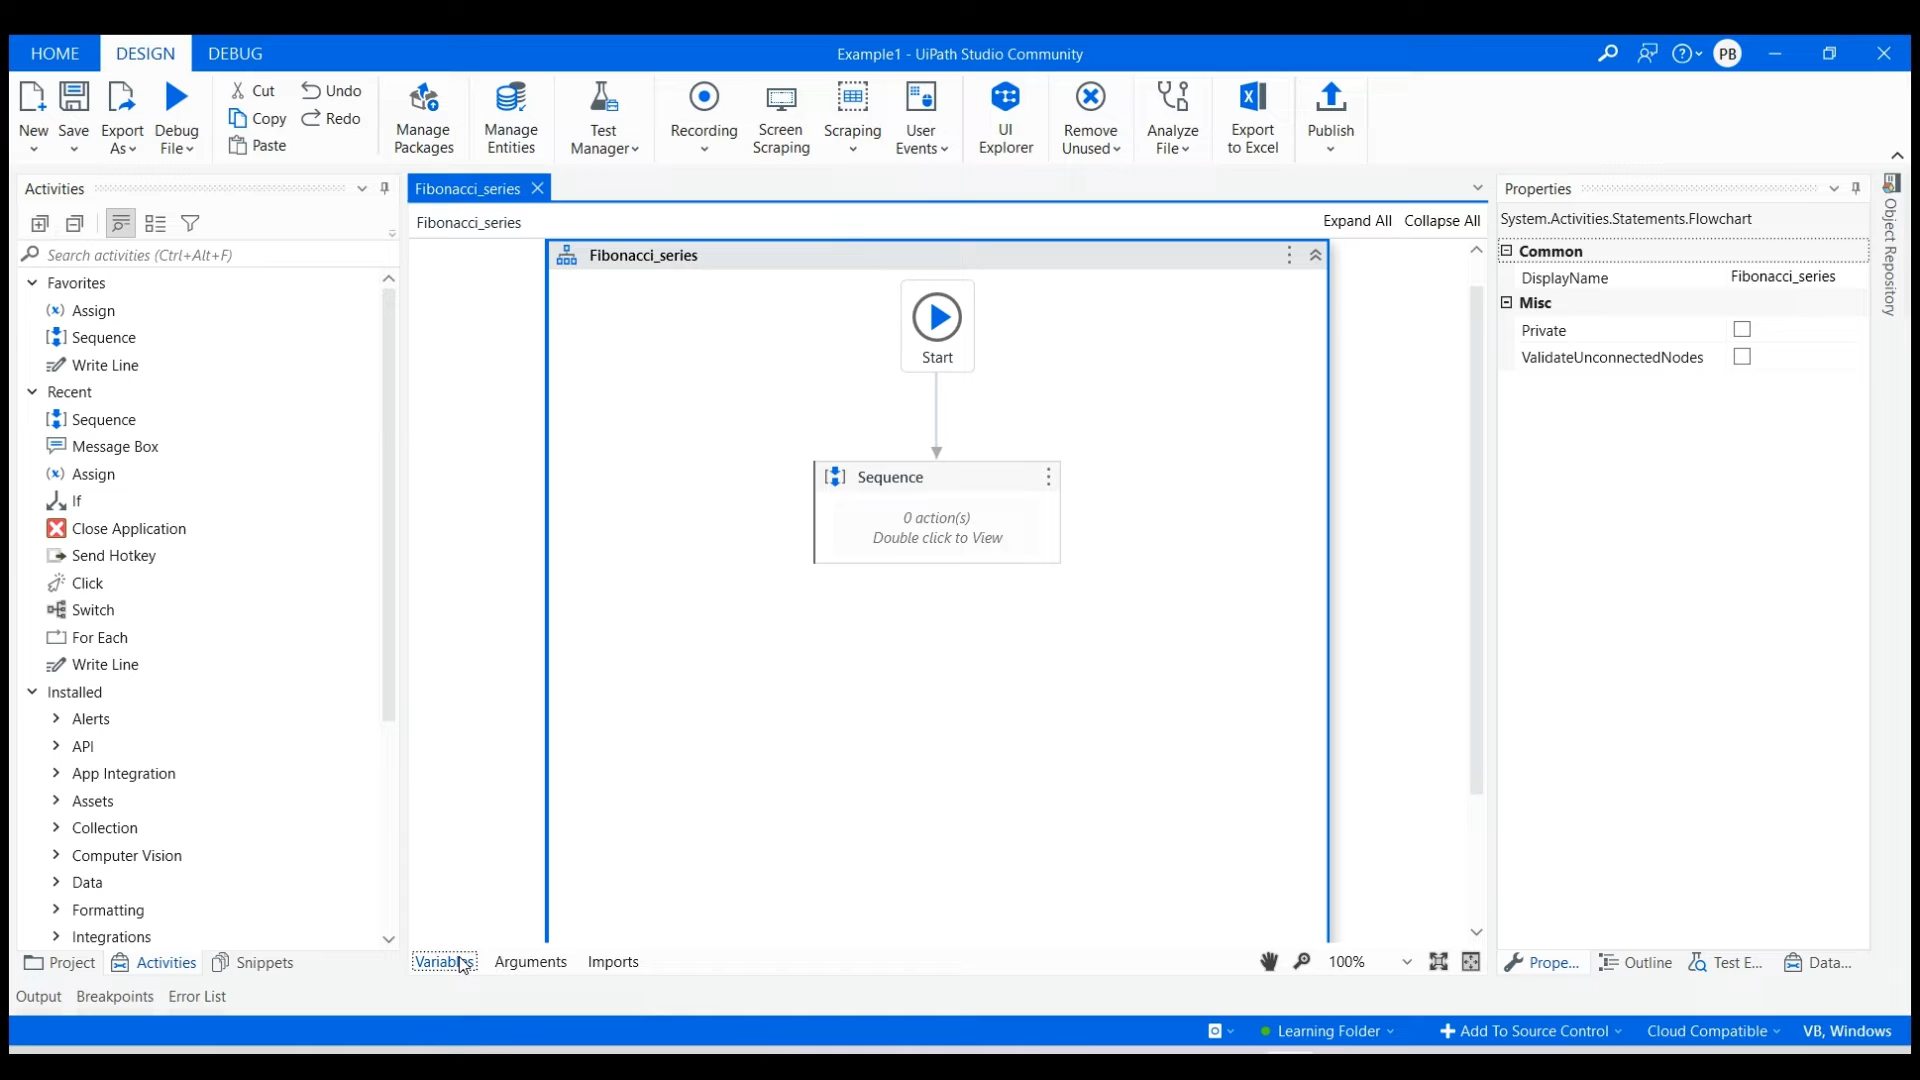 HOME DESIGN DEBUG Example1 - UiPath Studio Community PB
New Save Export As Debug File Cut Copy Paste Undo Redo Manage Packages Manage Entities Test Manager Recording Screen Scraping Scraping User Events UI Explorer Remove Unused Analyze File Export to Excel Publish
Activities
Search activities (Ctrl+Alt+F)
Favorites
Assign
Sequence
Write Line
Recent
Sequence
Message Box
Assign
If
Close Application
Send Hotkey
Click
Switch
For Each
Write Line
Installed
Alerts
API
App Integration
Assets
Collection
Computer Vision
Data
Formatting
Integrations
Project Activities Snippets
Fibonacci_series
Fibonacci_series Expand All Collapse All
Fibonacci_series
Start
Sequence
0 action(s)
Double click to View
Variables Arguments Imports 100%
Properties
System.Activities.Statements.Flowchart
Common
DisplayName Fibonacci_series
Misc
Private
ValidateUnconnectedNodes
Prope... Outline Test E... Data...
Object Repository
Output Breakpoints Error List
Learning Folder Add To Source Control Cloud Compatible VB, Windows